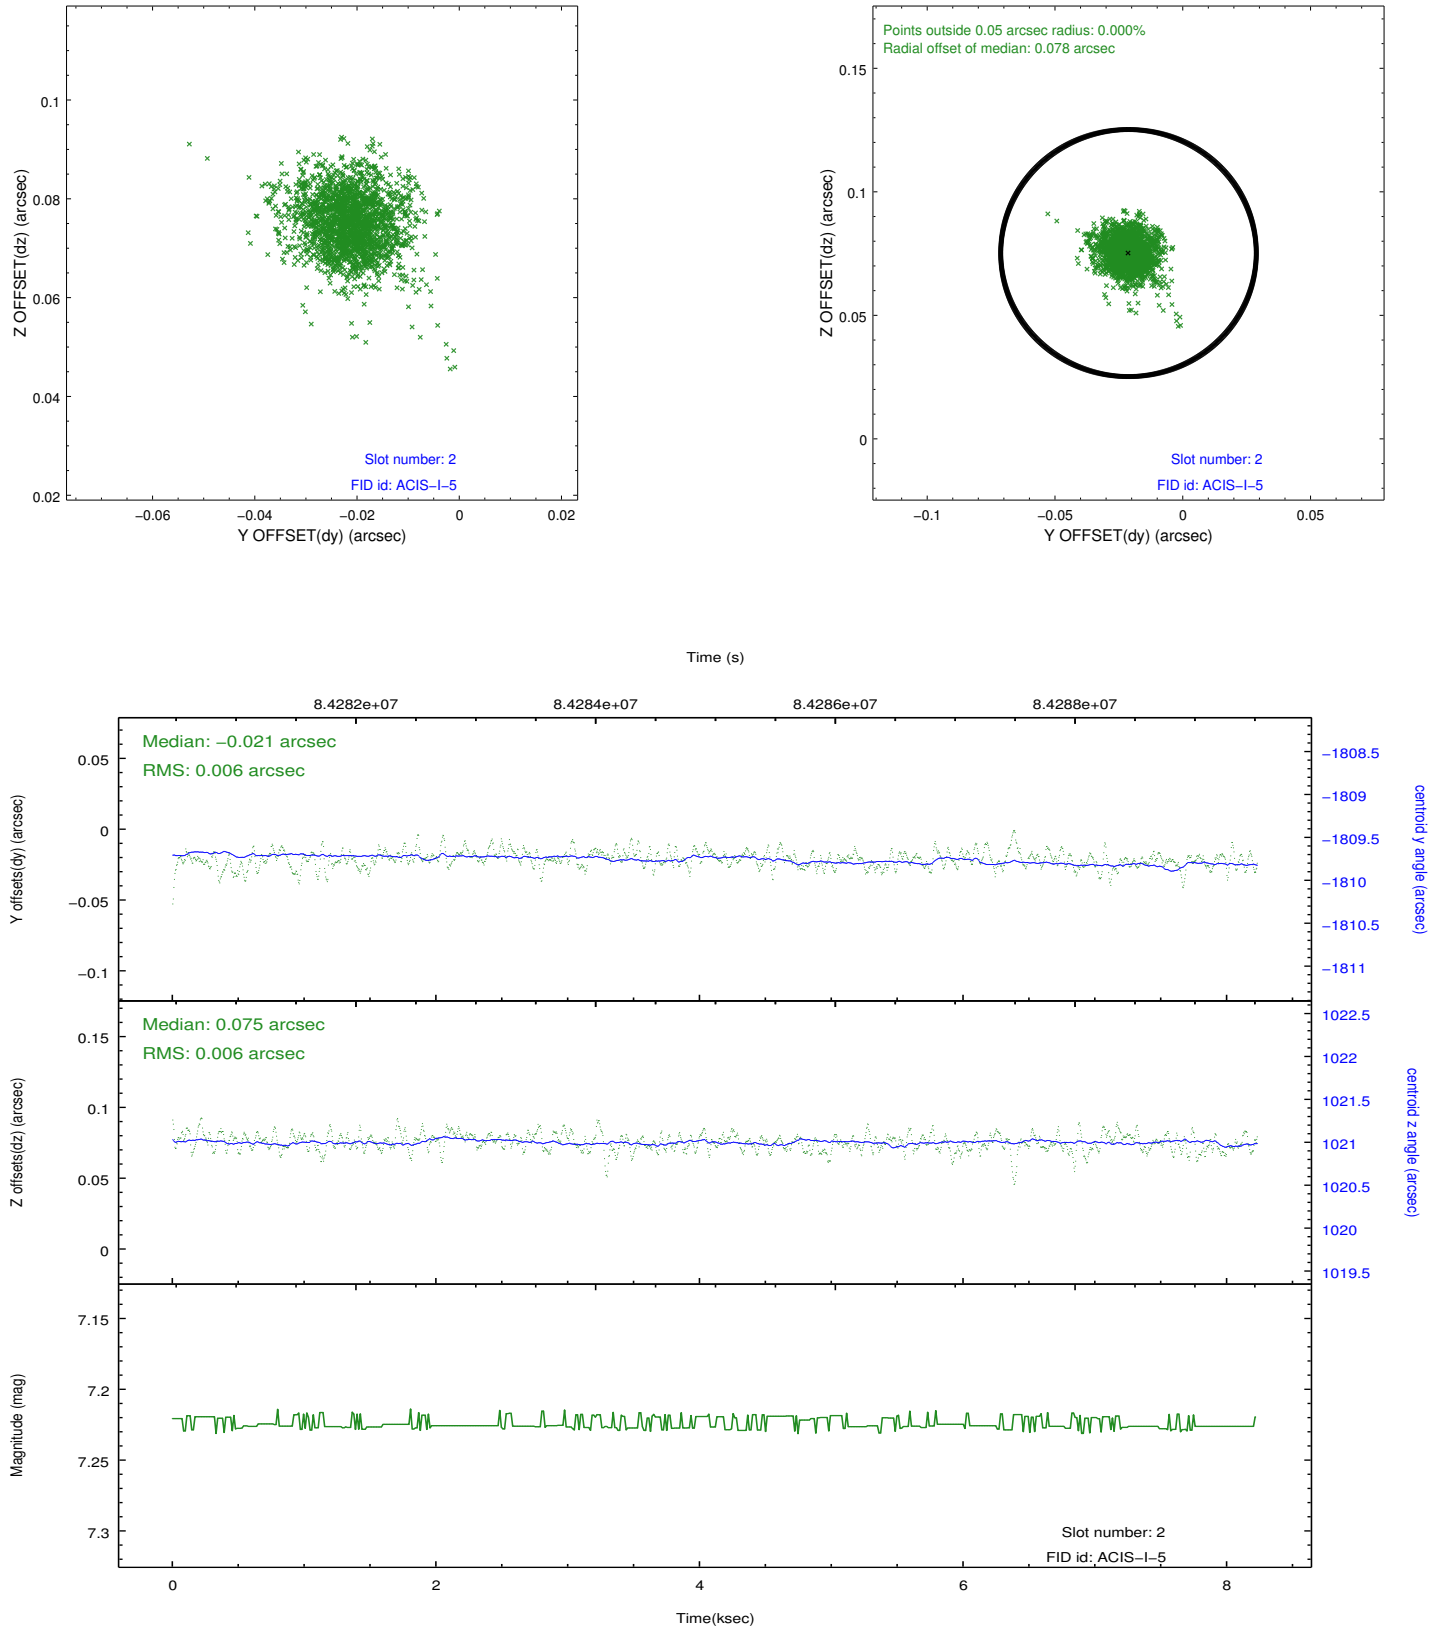 Points outside 0.05 arcsec radius: 0.000%
Radial offset of median: 0.078 arcsec
0.1
0.08
0.06
0.04
0.02
Z OFFSET(dz) (arcsec)
Slot number: 2
FID id: ACIS−I−5
−0.06
−0.04
−0.02
0
0.02
Y OFFSET(dy) (arcsec)
0.15
0.1
0.05
0
Z OFFSET(dz) (arcsec)
Slot number: 2
FID id: ACIS−I−5
−0.1
−0.05
0
0.05
Y OFFSET(dy) (arcsec)
Time (s)
8.4282e+07
8.4284e+07
8.4286e+07
8.4288e+07
Median: −0.021 arcsec
RMS: 0.006 arcsec
0.05
0
−0.05
−0.1
Y offsets(dy) (arcsec)
−1808.5
−1809
−1809.5
−1810
−1810.5
−1811
centroid y angle (arcsec)
Median: 0.075 arcsec
RMS: 0.006 arcsec
0.15
0.1
0.05
0
Z offsets(dz) (arcsec)
1022.5
1022
1021.5
1021
1020.5
1020
1019.5
centroid z angle (arcsec)
7.15
7.2
7.25
7.3
Magnitude (mag)
Slot number: 2
FID id: ACIS−I−5
0
2
4
6
8
Time(ksec)